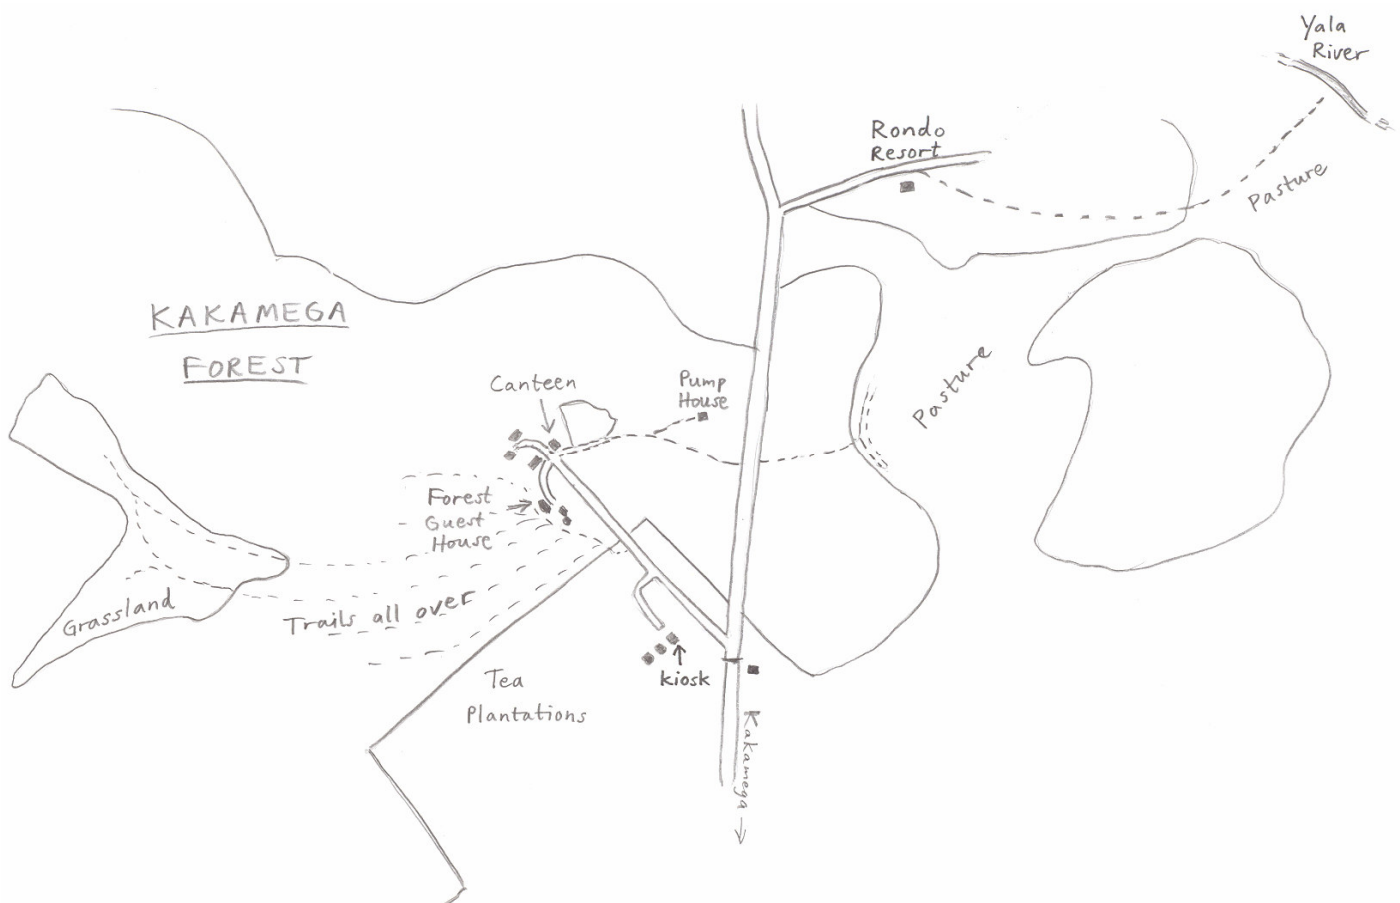 Yala
River
Rondo
Resort
Pasture
KAKAMEGA
FOREST
Pasture
Canteen
Pump
House
Forest
Guest
House
Grassland
Trails all over
kiosk
Tea
Plantations
Kakamega